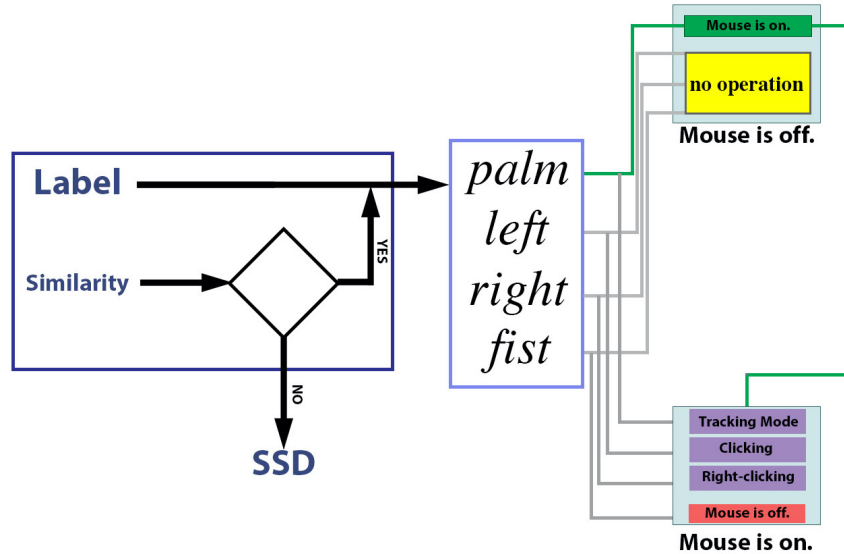 Label
Similarity
YES
NO
SSD
palm
left
right
fist
Mouse is on.
no operation
Mouse is off.
Tracking Mode
Clicking
Right-clicking
Mouse is off.
Mouse is on.